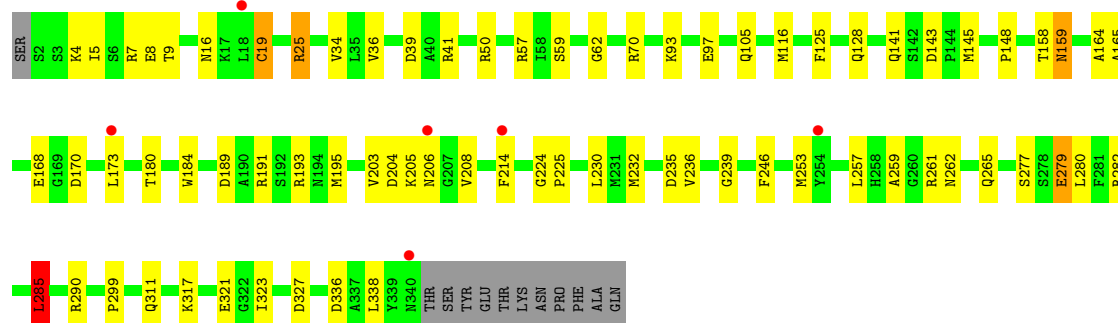 SER S2 S3 K4 I5 S6 R7 E8 T9 N16 K17 L18 C19 R25 V34 L35 V36 D39 A40 R41 R50 R57 I58 S59 G62 R70 K93 E97 Q105 M116 F125 Q128 Q141 S142 D143 P144 M145 P148 T158 N159 A164 A165
E168 G169 D170 L173 T180 W184 D189 A190 R191 S192 R193 N194 M195 V203 D204 K205 N206 G207 V208 F214 G224 P225 L230 M231 M232 D235 V236 G239 F246 M253 Y254 L257 H258 A259 G260 R261 N262 Q265 S277 S278 E279 L280 F281
L285 R290 P299 Q311 K317 E321 G322 I323 D327 D336 A337 L338 Y339 N340 THR SER TYR GLU THR LYS ASN PRO PHE ALA GLN